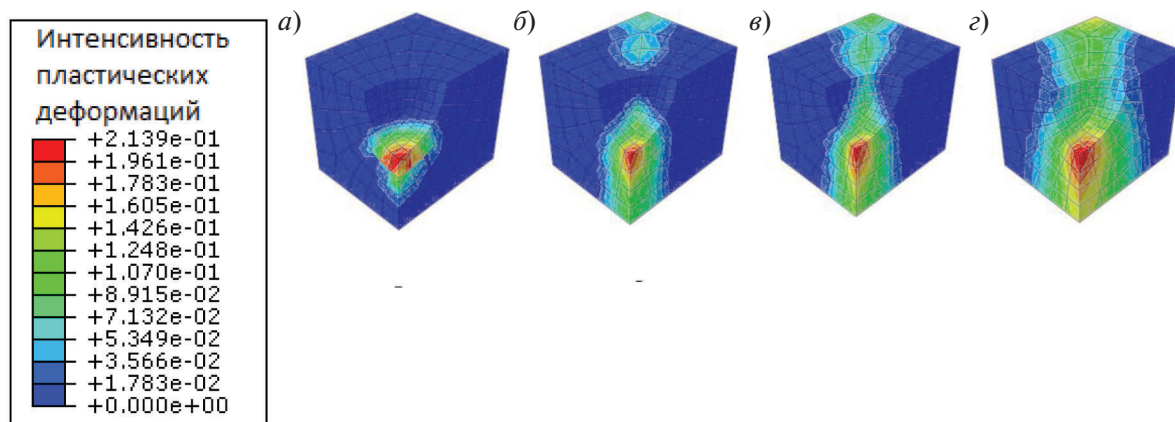 а) б) в) г)
Интенсивность
пластических
деформаций
+2.139e-01
+1.961e-01
+1.783e-01
+1.605e-01
+1.426e-01
+1.248e-01
+1.070e-01
+8.915e-02
+7.132e-02
+5.349e-02
+3.566e-02
+1.783e-02
+0.000e+00